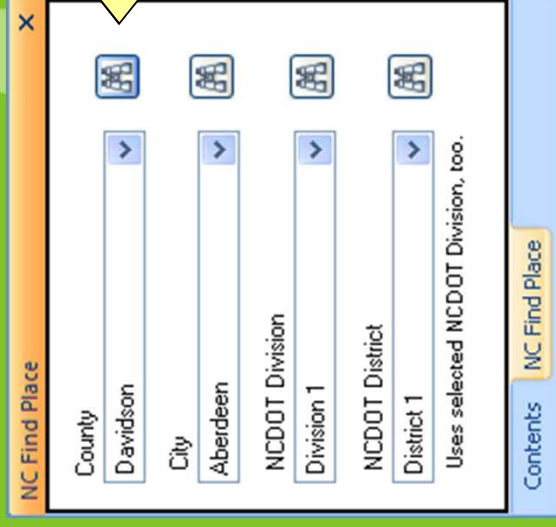 NC Find Place
County
Davidson
City
Aberdeen
NCDOT Division
Division 1
NCDOT District
District 1
Uses selected NCDOT Division, too.
Contents
NC Find Place